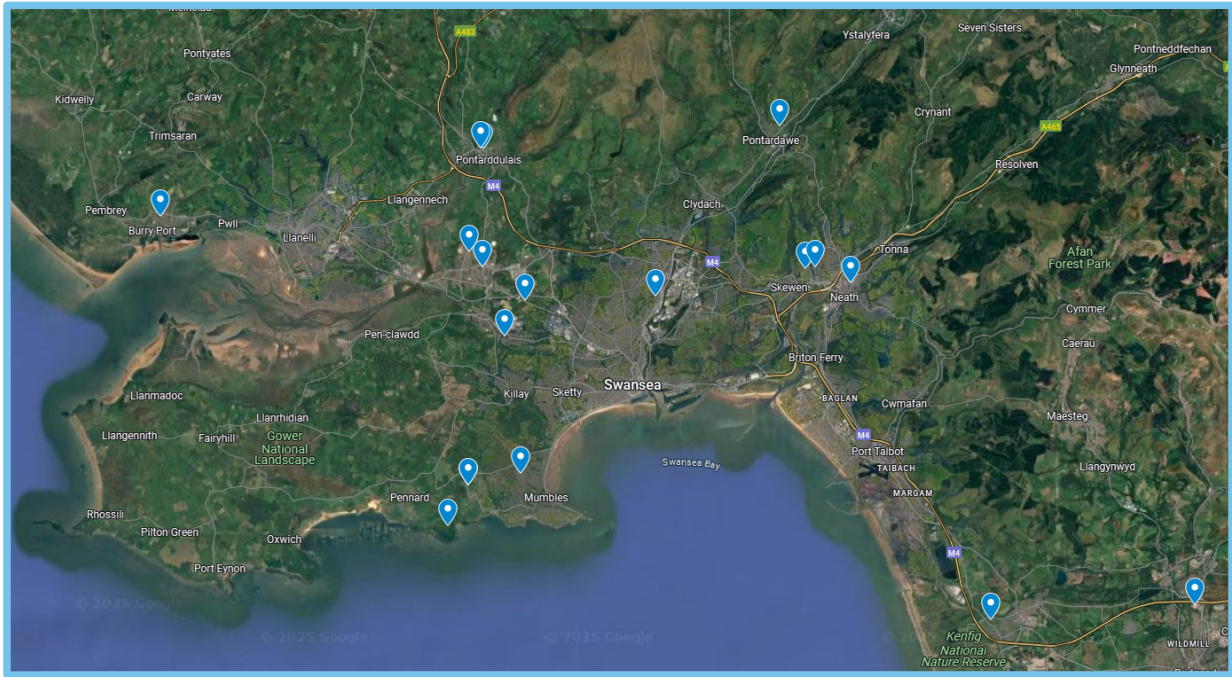 Meinciau
A483
Ystalyfera
Seven Sisters
Pontneddfechan
Pontyates
Glynneath
Kidwelly
Carway
Crynant
Trimsaran
Pontardawe
A465
Pontarddulais
Resolven
M4
Llangennech
Clydach
Pembrey
Burry Port
Pwll
Llanelli
Tonna
Afan
Forest Park
M4
Skewen
Neath
Cymmer
Pen-clawdd
Caerau
Briton Ferry
Swansea
Killay
Sketty
Llanmadoc
BAGLAN
Cwmafan
Maesteg
Llanrhidian
Llangennith
Fairyhill
Gower
National
Landscape
M4
Port Talbot
Swansea Bay
TAIBACH
Llangynwyd
Pennard
Mumbles
MARGAM
Rhossili
Pilton Green
Oxwich
M4
Port Eynon
© 2025 Google
© 2025 Google
© 2025 Google
© 2025 Google
Kenfig
National
Nature Reserve
WILDMILL